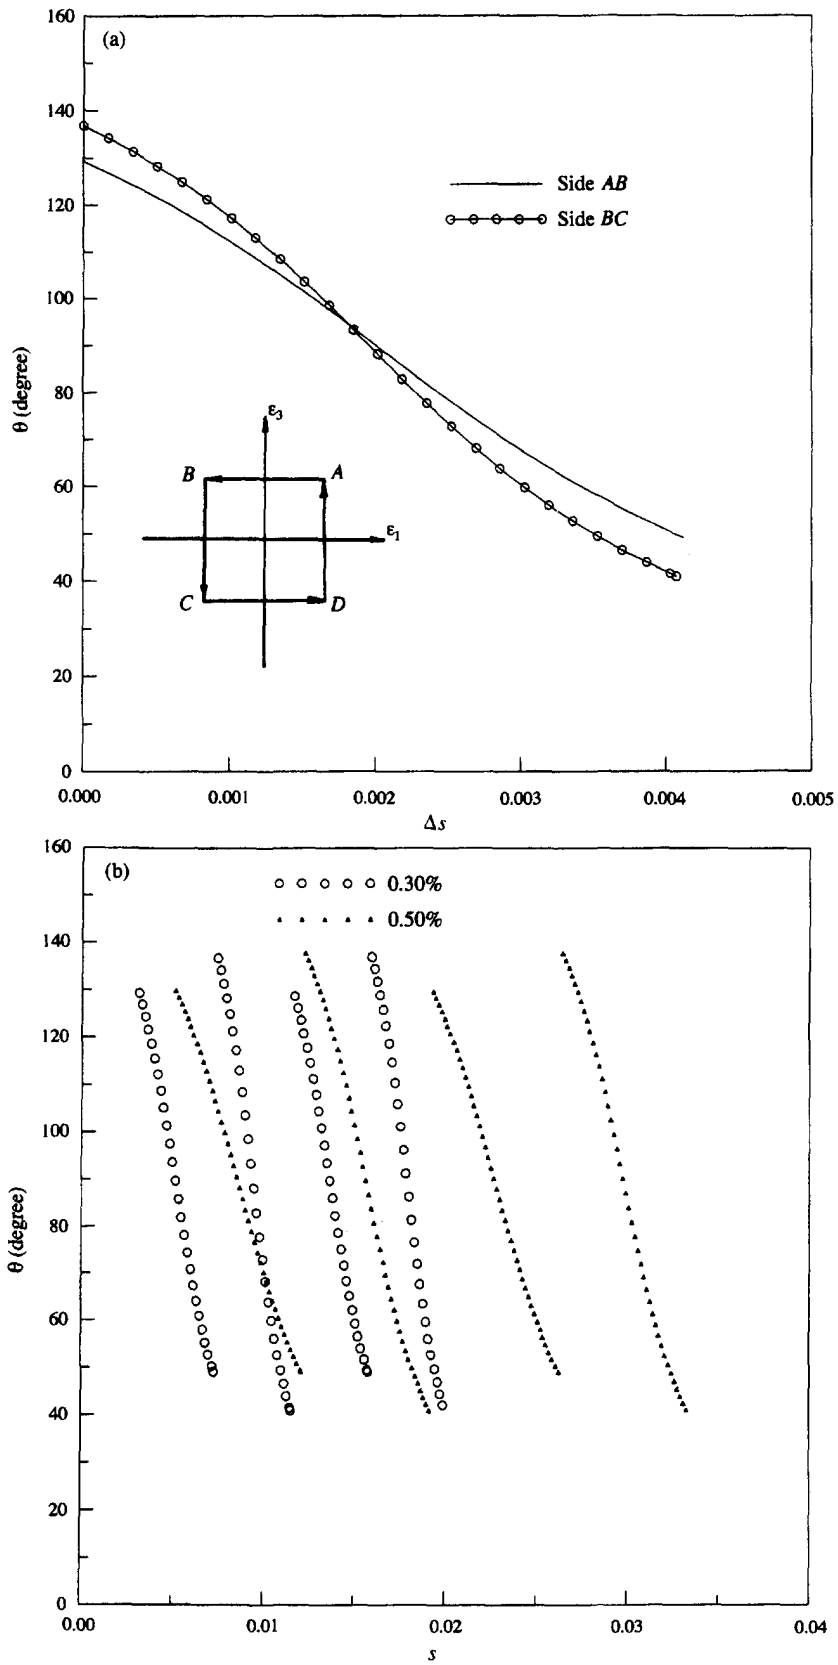 160
(a)
140
Side AB
120
Side BC
100
θ (degree)
80
ε3
B
A
60
ε1
40
C
D
20
0
0.000
0.001
0.002
0.003
0.004
0.005
Δs
160
(b)
0.30%
0.50%
140
120
100
θ (degree)
80
60
40
20
0
0.00
0.01
0.02
0.03
0.04
s